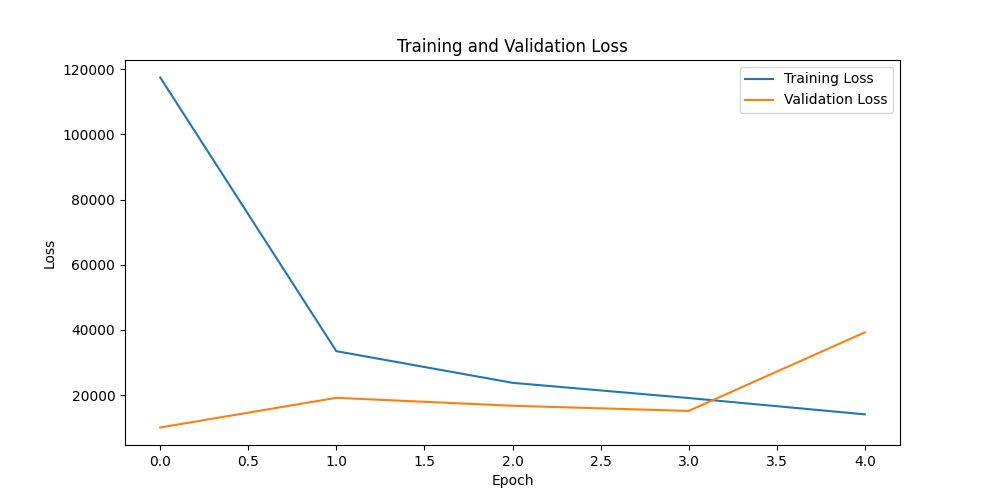 Training and Validation Loss
Training Loss
Validation Loss
120000
100000
80000
60000
40000
20000
Loss
0.0 0.5 1.0 1.5 2.0 2.5 3.0 3.5 4.0
Epoch